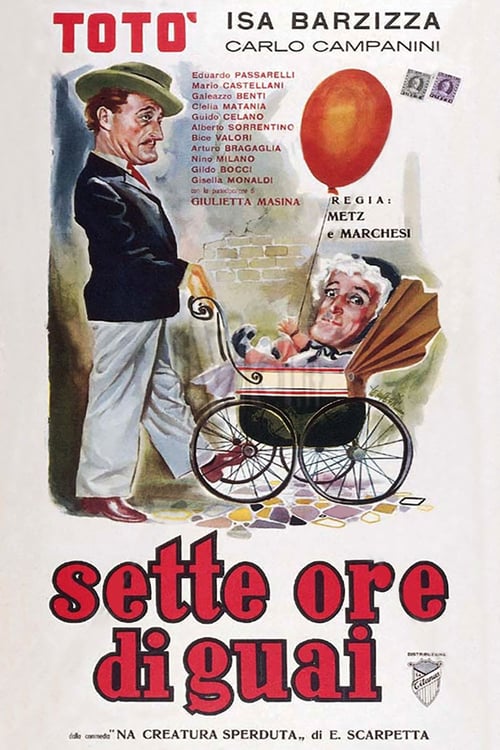 TOTO'
ISA BARZIZZA
CARLO CAMPANINI
Eduardo PASSARELLI
Mario CASTELLANI
Galeazzo BENTI
Clelia MATANIA
Guido CELANO
Alberto SORRENTINO
Bice VALORI
Arturo BRAGAGLIA
Nino MILANO
Gildo BOCCI
Gisella MONALDI
con la partecipazione di
GIULIETTA MASINA
REGIA:
METZ
e MARCHESI
sette ore
di guai
DISTRIBUZIONE
Titanus
dalla commedia "NA CREATURA SPERDUTA„ di E. SCARPETTA